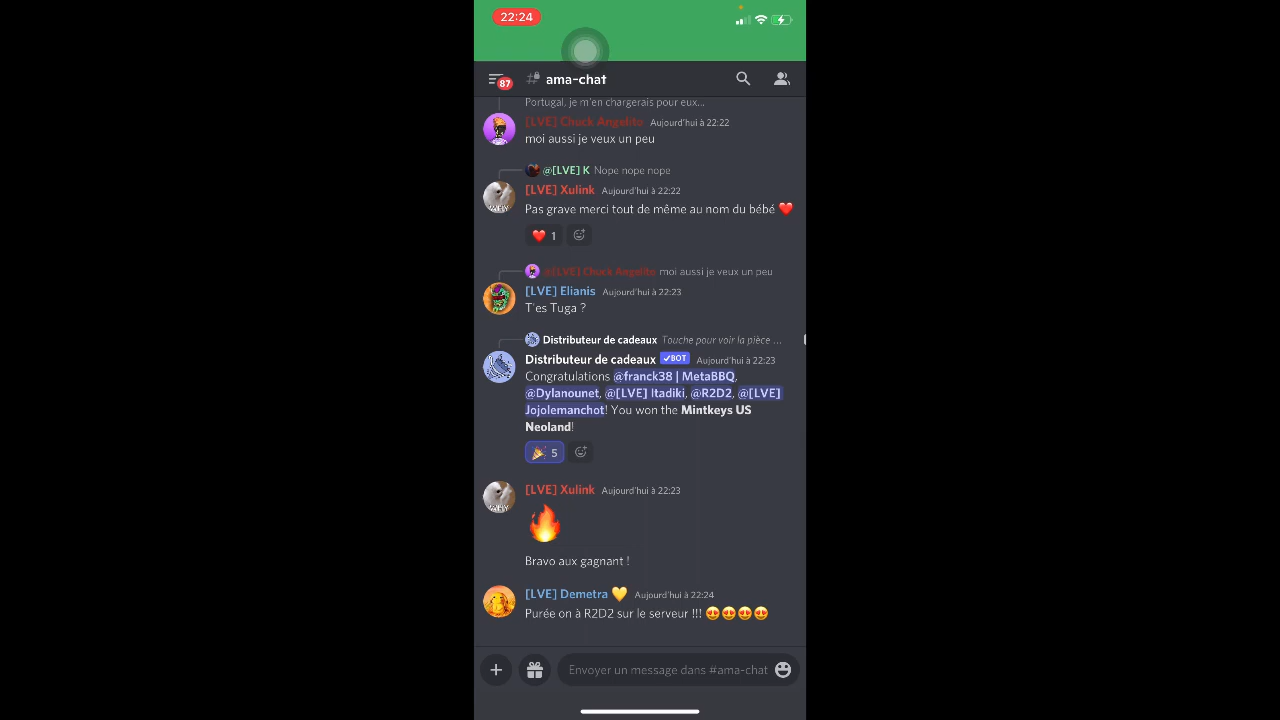 22:24
87
ama-chat
Portugal, je m'en chargerais pour eux...
[LVE] Chuck Angelito Aujourd'hui à 22:22
moi aussi je veux un peu
@[LVE] K Nope nope nope
[LVE] Xulink Aujourd'hui à 22:22
Pas grave merci tout de même au nom du bébé ❤️
❤️ 1
@[LVE] Chuck Angelito moi aussi je veux un peu
[LVE] Elianis Aujourd'hui à 22:23
T'es Tuga ?
Distributeur de cadeaux Touche pour voir la pièce ...
Distributeur de cadeaux ✓BOT Aujourd'hui à 22:23
Congratulations @franck38 | MetaBBQ,
@Dylanounet, @[LVE] Itadiki, @R2D2, @[LVE]
Jojolemanchot! You won the Mintkeys US
Neoland!
🎉 5
[LVE] Xulink Aujourd'hui à 22:23
🔥
Bravo aux gagnant !
[LVE] Demetra 💛 Aujourd'hui à 22:24
Purée on à R2D2 sur le serveur !!! 😍😍😍😍
Envoyer un message dans #ama-chat